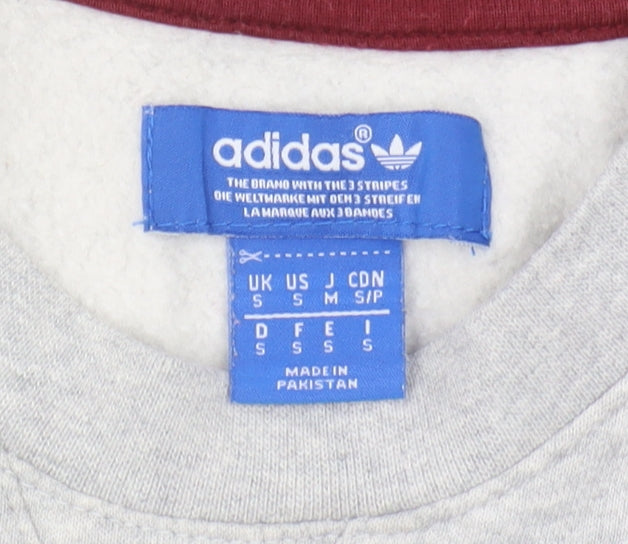 adidas®
THE BRAND WITH THE 3 STRIPES
DIE WELTMARKE MIT DEN 3 STREIFEN
LA MARQUE AUX 3 BANDES
UK US J CDN
S S M S/P
D F E I
S S S S
MADE IN
PAKISTAN